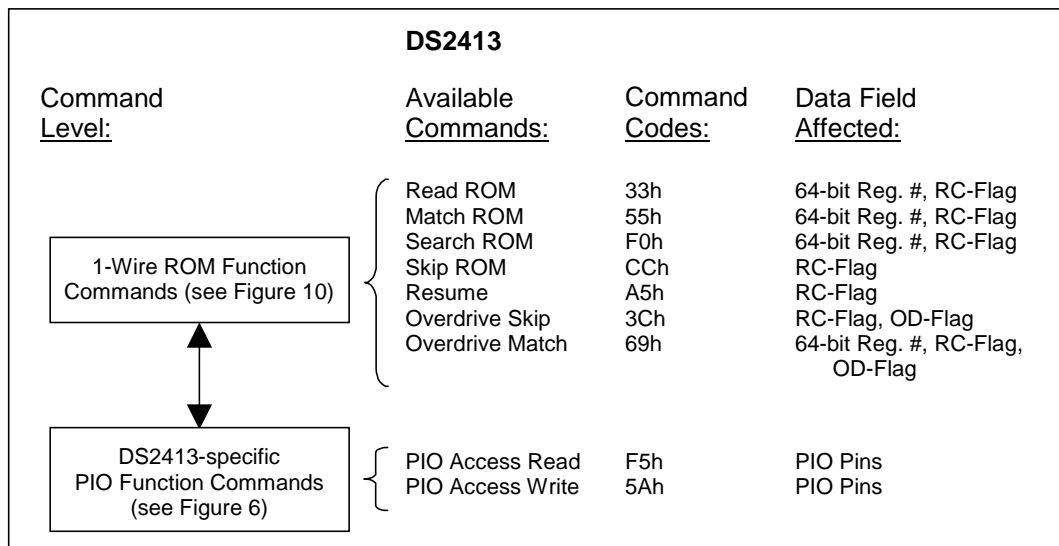 DS2413
Command Level:
Available Commands:
Command Codes:
Data Field Affected:
1-Wire ROM Function
Commands (see Figure 10)
Read ROM 33h 64-bit Reg. #, RC-Flag
Match ROM 55h 64-bit Reg. #, RC-Flag
Search ROM F0h 64-bit Reg. #, RC-Flag
Skip ROM CCh RC-Flag
Resume A5h RC-Flag
Overdrive Skip 3Ch RC-Flag, OD-Flag
Overdrive Match 69h 64-bit Reg. #, RC-Flag,
OD-Flag
DS2413-specific
PIO Function Commands
(see Figure 6)
PIO Access Read F5h PIO Pins
PIO Access Write 5Ah PIO Pins